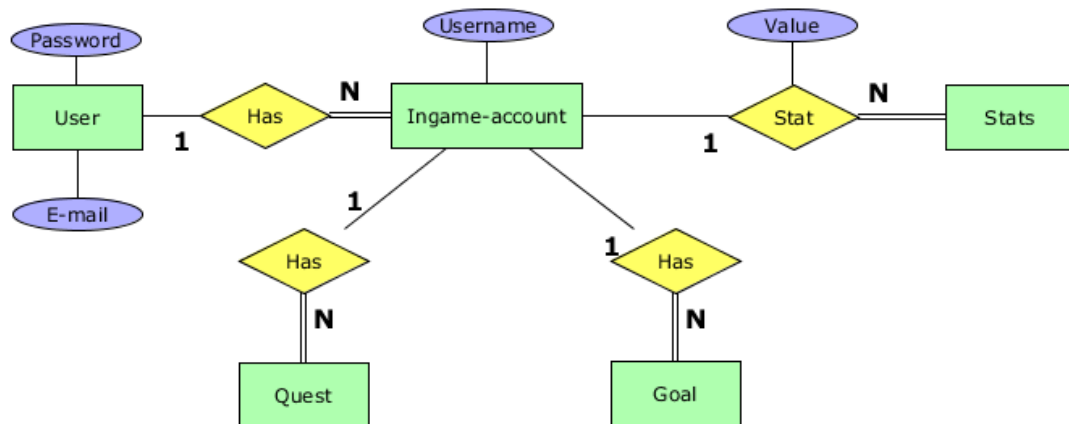 Password
Username
Value
User
1
Has
N
Ingame-account
1
Stat
N
Stats
E-mail
1
Has
N
Quest
1
Has
N
Goal